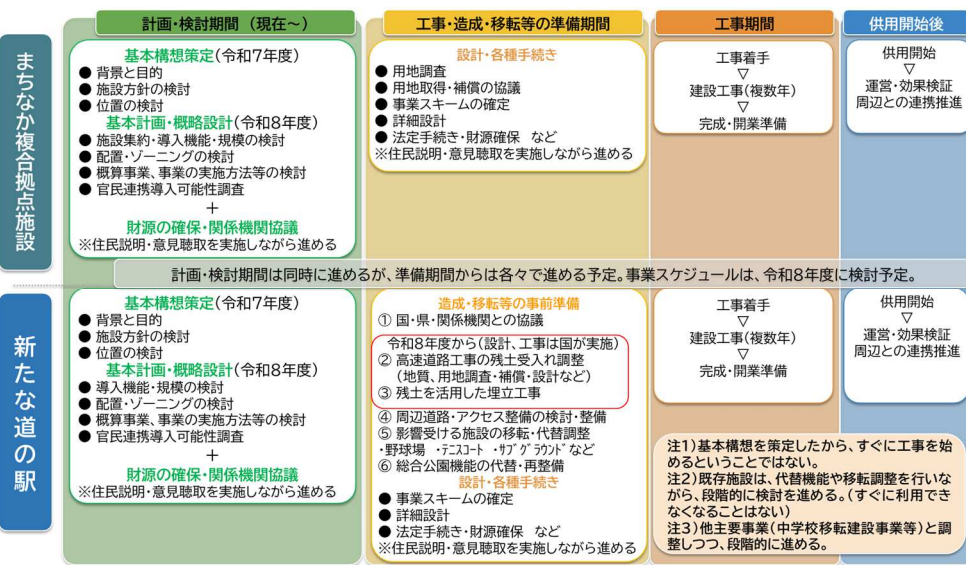 計画・検討期間（現在～）
工事・造成・移転等の準備期間
工事期間
供用開始後
まちなか複合拠点施設
基本構想策定(令和7年度)
● 背景と目的
● 施設方針の検討
● 位置の検討
基本計画・概略設計(令和8年度)
● 施設集約・導入機能・規模の検討
● 配置・ゾーニングの検討
● 概算事業、事業の実施方法等の検討
● 官民連携導入可能性調査
＋
財源の確保・関係機関協議
※住民説明・意見聴取を実施しながら進める
設計・各種手続き
● 用地調査
● 用地取得・補償の協議
● 事業スキームの確定
● 詳細設計
● 法定手続き・財源確保 など
※住民説明・意見聴取を実施しながら進める
工事着手
▽
建設工事(複数年)
▽
完成・開業準備
供用開始
▽
運営・効果検証
周辺との連携推進
計画・検討期間は同時に進めるが、準備期間からは各々で進める予定。事業スケジュールは、令和8年度に検討予定。
新たな道の駅
基本構想策定(令和7年度)
● 背景と目的
● 施設方針の検討
● 位置の検討
基本計画・概略設計(令和8年度)
● 導入機能・規模の検討
● 配置・ゾーニングの検討
● 概算事業、事業の実施方法等の検討
● 官民連携導入可能性調査
＋
財源の確保・関係機関協議
※住民説明・意見聴取を実施しながら進める
造成・移転等の事前準備
① 国・県・関係機関との協議
令和8年度から(設計、工事は国が実施)
② 高速道路工事の残土受入れ調整
(地質、用地調査・補償・設計など)
③ 残土を活用した埋立工事
④ 周辺道路・アクセス整備の検討・整備
⑤ 影響受ける施設の移転・代替調整
・野球場 ・ﾃﾆｽｺｰﾄ ・ｻﾌﾞｸﾞﾗｳﾝﾄﾞなど
⑥ 総合公園機能の代替・再整備
設計・各種手続き
● 事業スキームの確定
● 詳細設計
● 法定手続き・財源確保 など
※住民説明・意見聴取を実施しながら進める
工事着手
▽
建設工事(複数年)
▽
完成・開業準備
供用開始
▽
運営・効果検証
周辺との連携推進
注1)基本構想を策定したから、すぐに工事を始
めるということではない。
注2)既存施設は、代替機能や移転調整を行いな
がら、段階的に検討を進める。(すぐに利用でき
なくなることはない)
注3)他主要事業(中学校移転建設事業等)と調
整しつつ、段階的に進める。